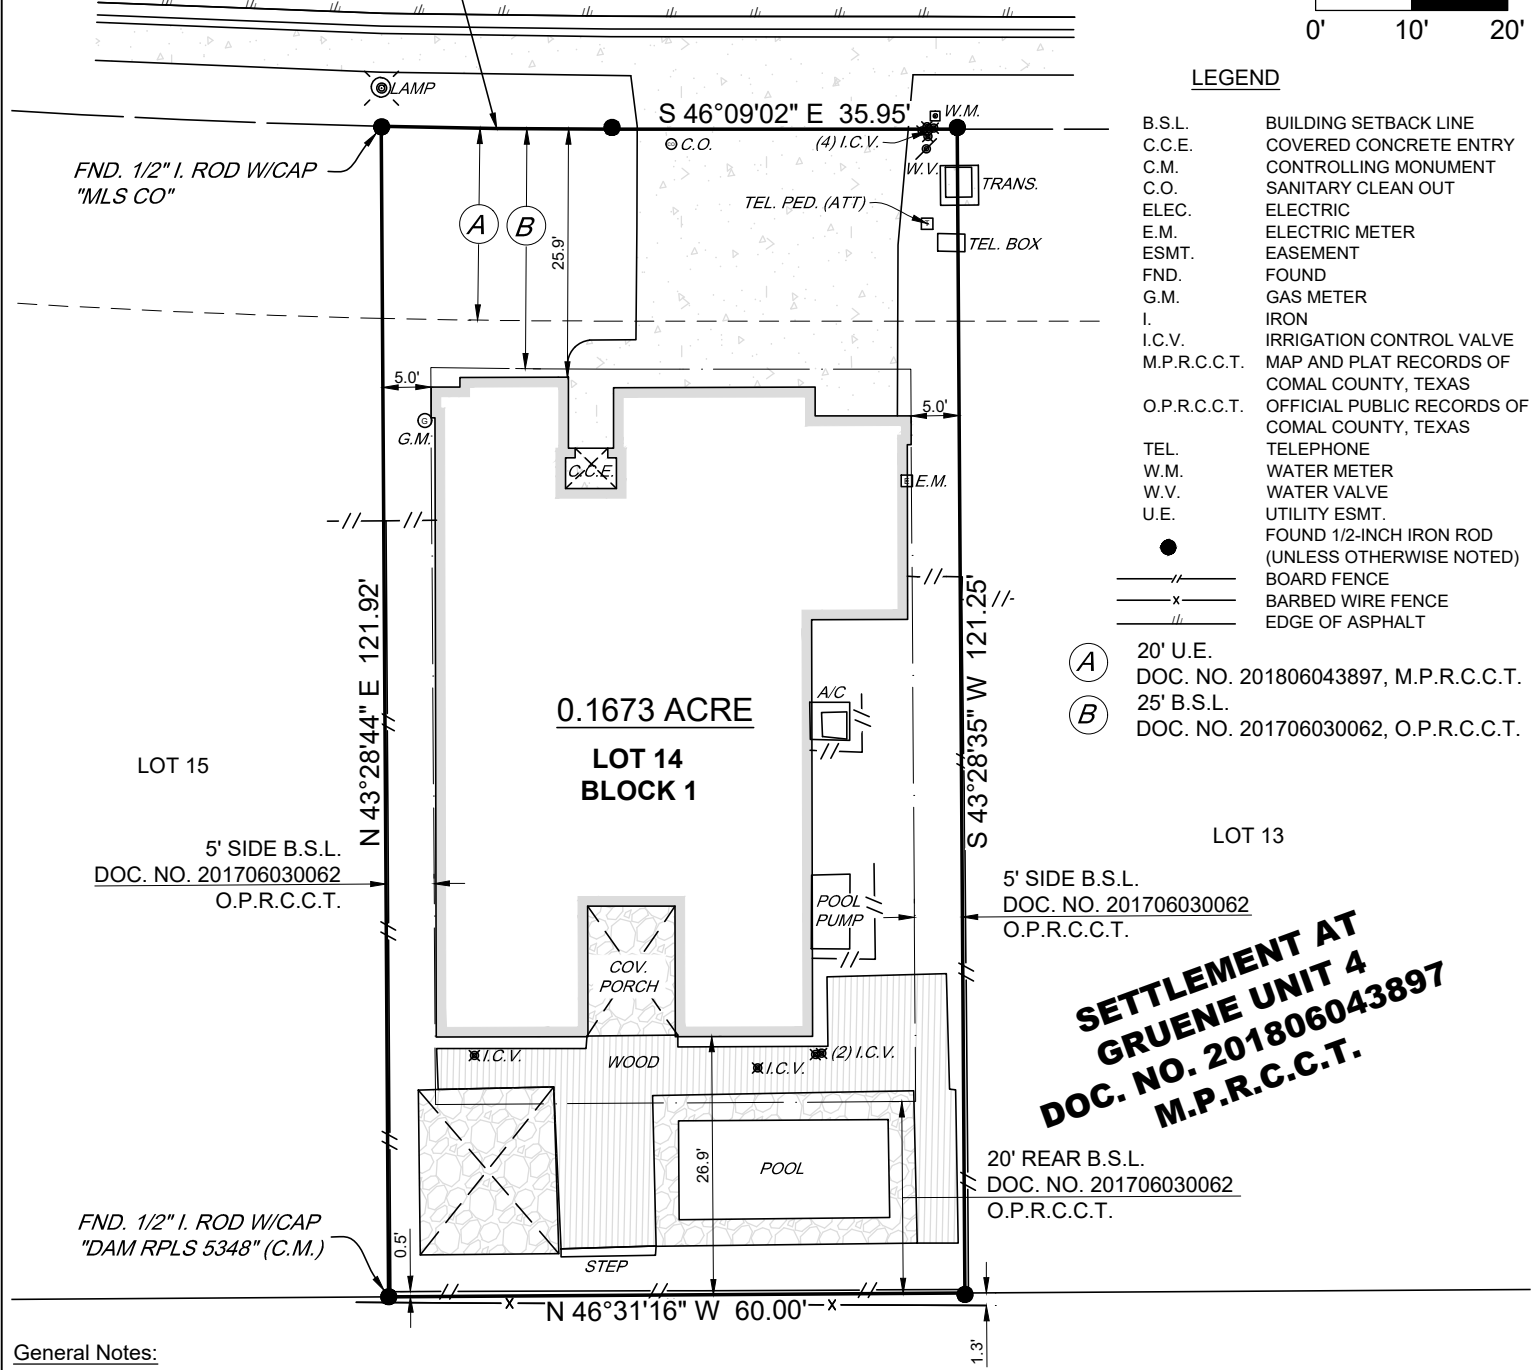 0' 10' 20'
LAMP
S 46°09'02" E 35.95'
W.M.
C.O.
(4) I.C.V.
W.V.
FND. 1/2" I. ROD W/CAP
"MLS CO"
TRANS.
TEL. PED. (ATT)
TEL. BOX
A
B
25.9'
5.0'
5.0'
G.M.
C.C.E.
E.M.
N 43°28'44" E 121.92'
S 43°28'35" W 121.25'
0.1673 ACRE
LOT 14
BLOCK 1
A/C
LOT 15
LOT 13
5' SIDE B.S.L.
DOC. NO. 201706030062
O.P.R.C.C.T.
5' SIDE B.S.L.
DOC. NO. 201706030062
O.P.R.C.C.T.
POOL
PUMP
COV.
PORCH
I.C.V.
WOOD
I.C.V.
(2) I.C.V.
26.9'
POOL
20' REAR B.S.L.
DOC. NO. 201706030062
O.P.R.C.C.T.
FND. 1/2" I. ROD W/CAP
"DAM RPLS 5348" (C.M.)
0.5'
STEP
N 46°31'16" W 60.00'
1.3'
SETTLEMENT AT
GRUENE UNIT 4
DOC. NO. 201806043897
M.P.R.C.C.T.
LEGEND
B.S.L. BUILDING SETBACK LINE
C.C.E. COVERED CONCRETE ENTRY
C.M. CONTROLLING MONUMENT
C.O. SANITARY CLEAN OUT
ELEC. ELECTRIC
E.M. ELECTRIC METER
ESMT. EASEMENT
FND. FOUND
G.M. GAS METER
I. IRON
I.C.V. IRRIGATION CONTROL VALVE
M.P.R.C.C.T. MAP AND PLAT RECORDS OF
COMAL COUNTY, TEXAS
O.P.R.C.C.T. OFFICIAL PUBLIC RECORDS OF
COMAL COUNTY, TEXAS
TEL. TELEPHONE
W.M. WATER METER
W.V. WATER VALVE
U.E. UTILITY ESMT.
FOUND 1/2-INCH IRON ROD
(UNLESS OTHERWISE NOTED)
BOARD FENCE
BARBED WIRE FENCE
EDGE OF ASPHALT
A 20' U.E.
DOC. NO. 201806043897, M.P.R.C.C.T.
B 25' B.S.L.
DOC. NO. 201706030062, O.P.R.C.C.T.
General Notes: